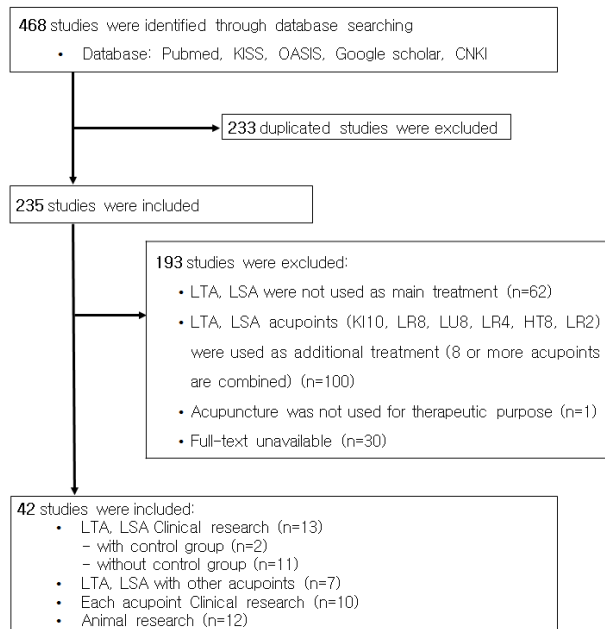 468 studies were identified through database searching
• Database: Pubmed, KISS, OASIS, Google scholar, CNKI
233 duplicated studies were excluded
235 studies were included
193 studies were excluded:
• LTA, LSA were not used as main treatment (n=62)
• LTA, LSA acupoints (KI10, LR8, LU8, LR4, HT8, LR2)
were used as additional treatment (8 or more acupoints
are combined) (n=100)
• Acupuncture was not used for therapeutic purpose (n=1)
• Full-text unavailable (n=30)
42 studies were included:
• LTA, LSA Clinical research (n=13)
- with control group (n=2)
- without control group (n=11)
• LTA, LSA with other acupoints (n=7)
• Each acupoint Clinical research (n=10)
• Animal research (n=12)